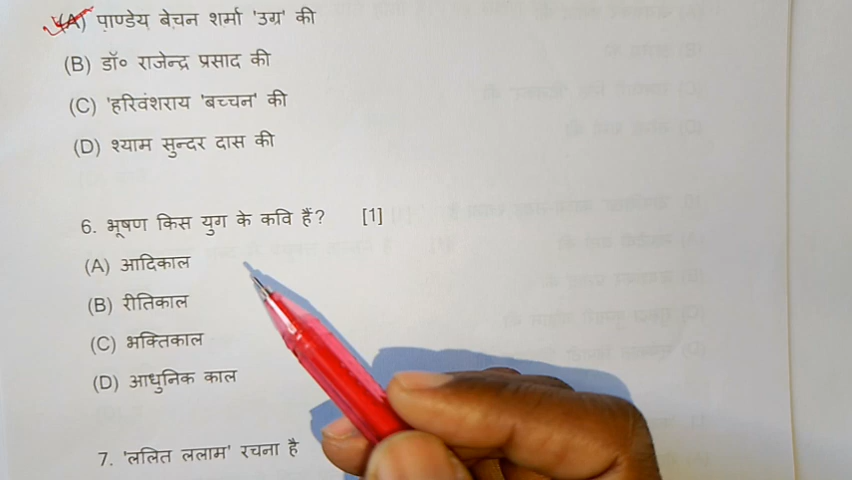 (A) पाण्डेय बेचन शर्मा 'उग्र' की
(B) डॉ० राजेन्द्र प्रसाद की
(C) 'हरिवंशराय 'बच्चन' की
(D) श्याम सुन्दर दास की
6. भूषण किस युग के कवि हैं? [1]
(A) आदिकाल
(B) रीतिकाल
(C) भक्तिकाल
(D) आधुनिक काल
7. 'ललित ललाम' रचना है